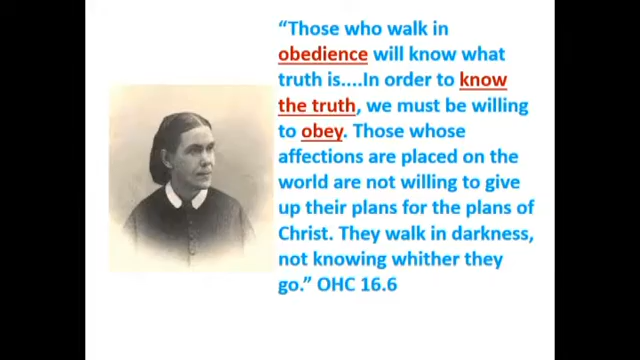 “Those who walk in
obedience will know what
truth is....In order to know
the truth, we must be willing
to obey. Those whose
affections are placed on the
world are not willing to give
up their plans for the plans of
Christ. They walk in darkness,
not knowing whither they
go.” OHC 16.6